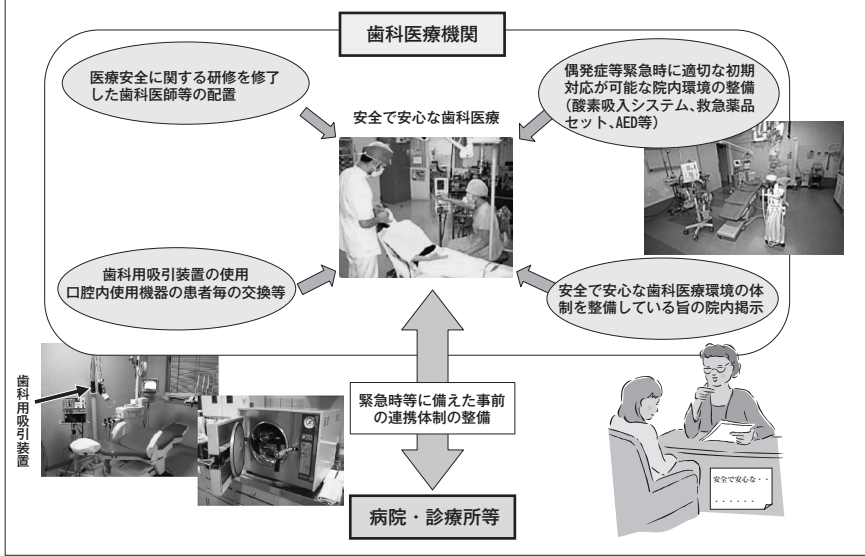 歯科医療機関
医療安全に関する研修を修了
した歯科医師等の配置
偶発症等緊急時に適切な初期
対応が可能な院内環境の整備
(酸素吸入システム、救急薬品
セット、AED等)
安全で安心な歯科医療
歯科用吸引装置の使用
口腔内使用機器の患者毎の交換等
安全で安心な歯科医療環境の体
制を整備している旨の院内掲示
歯科用吸引装置
緊急時等に備えた事前
の連携体制の整備
安全で安心な・・
・・・・・・
病院・診療所等